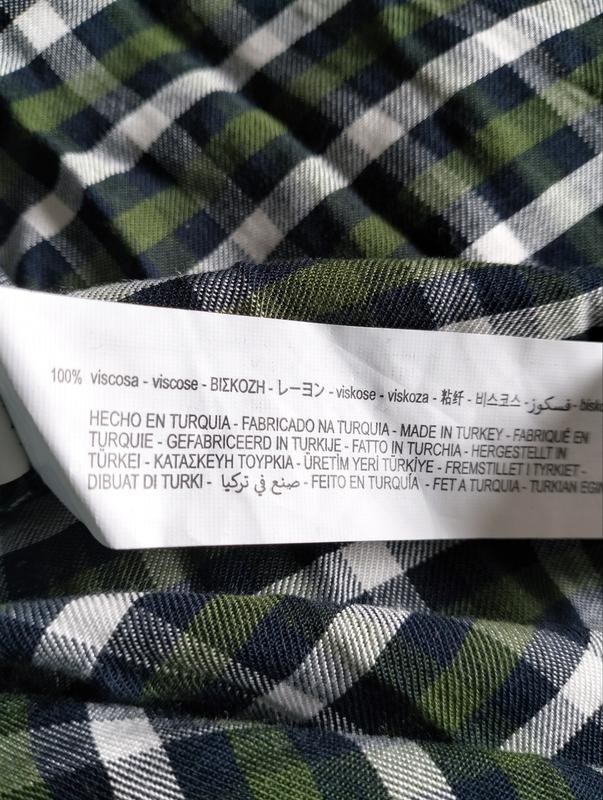 100% viscosa - viscose - ΒΙΣΚΟΖΗ - レーヨン - viskose - viskoza - 粘纤 - 비스코스 - فسكوز -
HECHO EN TURQUIA - FABRICADO NA TURQUIA - MADE IN TURKEY - FABRIQUÉ EN
TURQUIE - GEFABRICEERD IN TURKIJE - FATTO IN TURCHIA - HERGESTELLT IN
TÜRKEI - ΚΑΤΑΣΚΕΥΗ ΤΟΥΡΚΙΑ - ÜRETİM YERİ TÜRKİYE - FREMSTILLET I TYRKIET -
DIBUAT DI TURKI - صنع في تركيا - FEITO EN TURQUÍA - FET A TURQUIA - TURKIAN